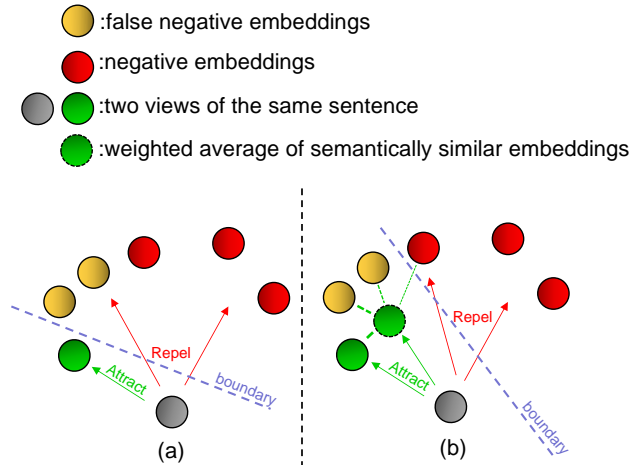 :false negative embeddings
:negative embeddings
:two views of the same sentence
:weighted average of semantically similar embeddings
Repel
Attract
boundary
(a)
Repel
Attract
boundary
(b)